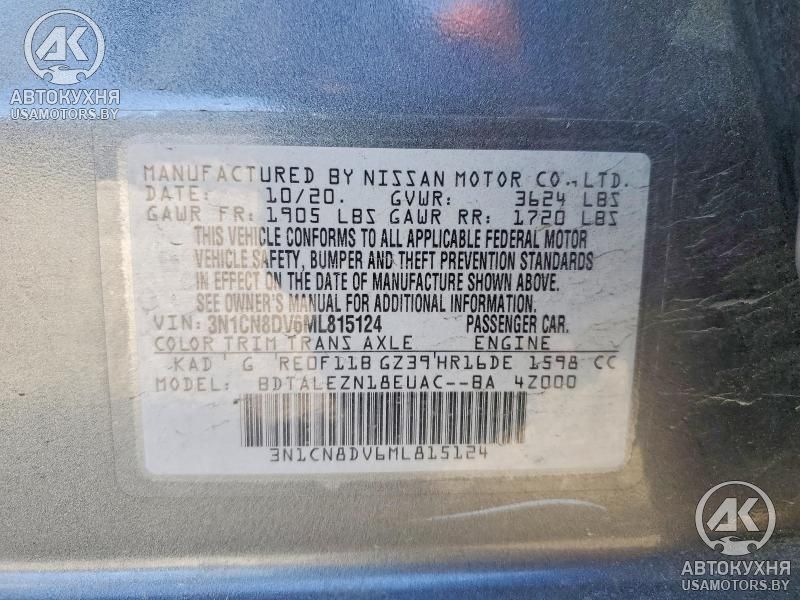 AK
АВТОКУХНЯ
USAMOTORS.BY
MANUFACTURED BY NISSAN MOTOR CO., LTD.
DATE: 10/20. GVWR: 3624 LBS
GAWR FR: 1905 LBS GAWR RR: 1720 LBS
THIS VEHICLE CONFORMS TO ALL APPLICABLE FEDERAL MOTOR
VEHICLE SAFETY, BUMPER AND THEFT PREVENTION STANDARDS
IN EFFECT ON THE DATE OF MANUFACTURE SHOWN ABOVE.
SEE OWNER'S MANUAL FOR ADDITIONAL INFORMATION.
VIN: 3N1CN8DV6ML815124 PASSENGER CAR.
COLOR TRIM TRANS AXLE ENGINE
KAD G RE0F11B GZ39 HR16DE 1598 CC
MODEL: BDTALEZN18EUAC--BA 4Z000
3N1CN8DV6ML815124
AK
АВТОКУХНЯ
USAMOTORS.BY